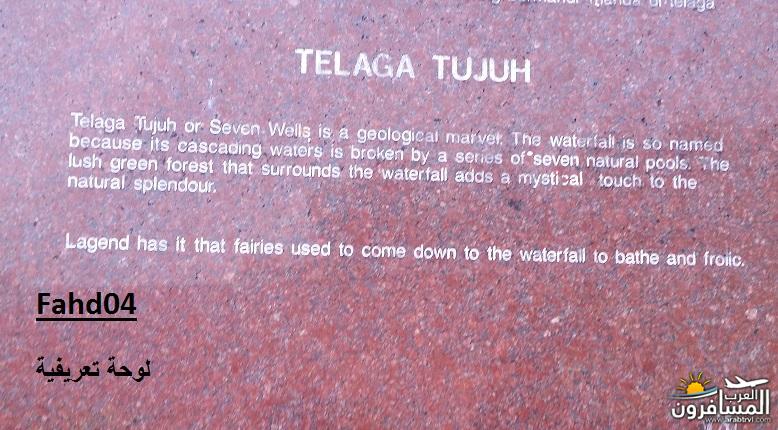 TELAGA TUJUH
Telaga Tujuh or Seven Wells is a geological marvel. The waterfall is so named
because its cascading waters is broken by a series of seven natural pools. The
lush green forest that surrounds the waterfall adds a mystical touch to the
natural splendour.
Lagend has it that fairies used to come down to the waterfall to bathe and frolic.
Fahd04
لوحة تعريفية
العرب
المسافرون
www.arabtrvl.com